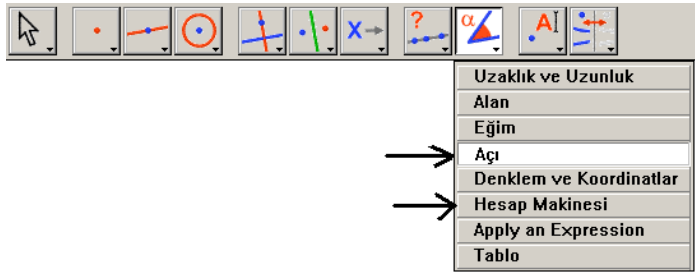 X
?
α
A
Uzaklık ve Uzunluk
Alan
Eğim
Açı
Denklem ve Koordinatlar
Hesap Makinesi
Apply an Expression
Tablo